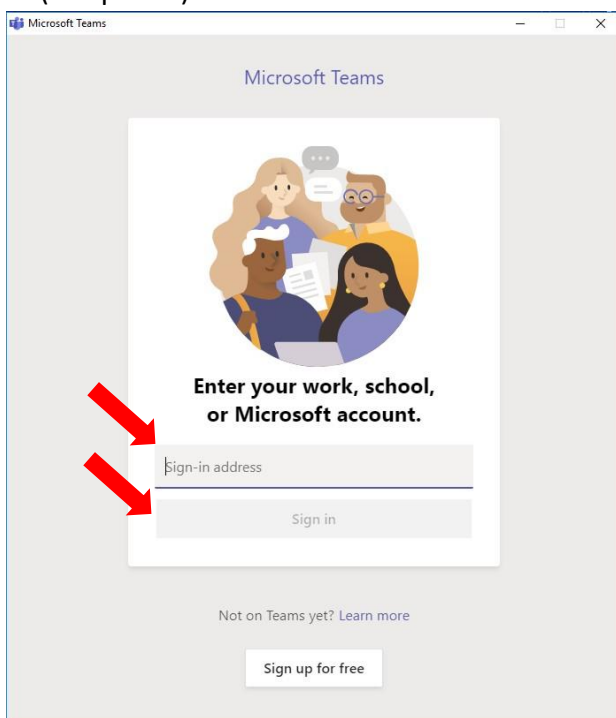 Microsoft Teams
Microsoft Teams
Enter your work, school,
or Microsoft account.
Sign-in address
Sign in
Not on Teams yet? Learn more
Sign up for free